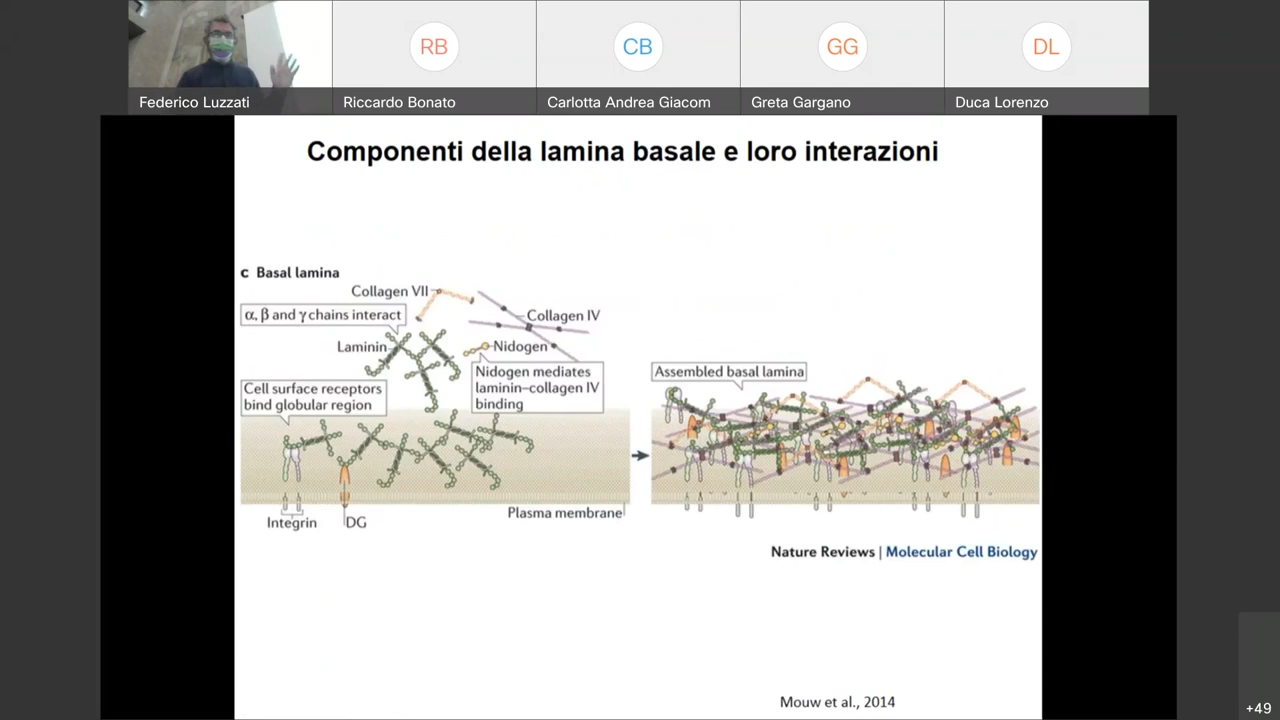 RB
CB
GG
DL
Federico Luzzati
Riccardo Bonato
Carlotta Andrea Giacom
Greta Gargano
Duca Lorenzo
Componenti della lamina basale e loro interazioni
c Basal lamina
Collagen VII
α, β and γ chains interact
Collagen IV
Laminin
Nidogen
Nidogen mediates
laminin–collagen IV
binding
Cell surface receptors
bind globular region
Integrin
DG
Plasma membrane
Assembled basal lamina
Nature Reviews | Molecular Cell Biology
Mouw et al., 2014
+49